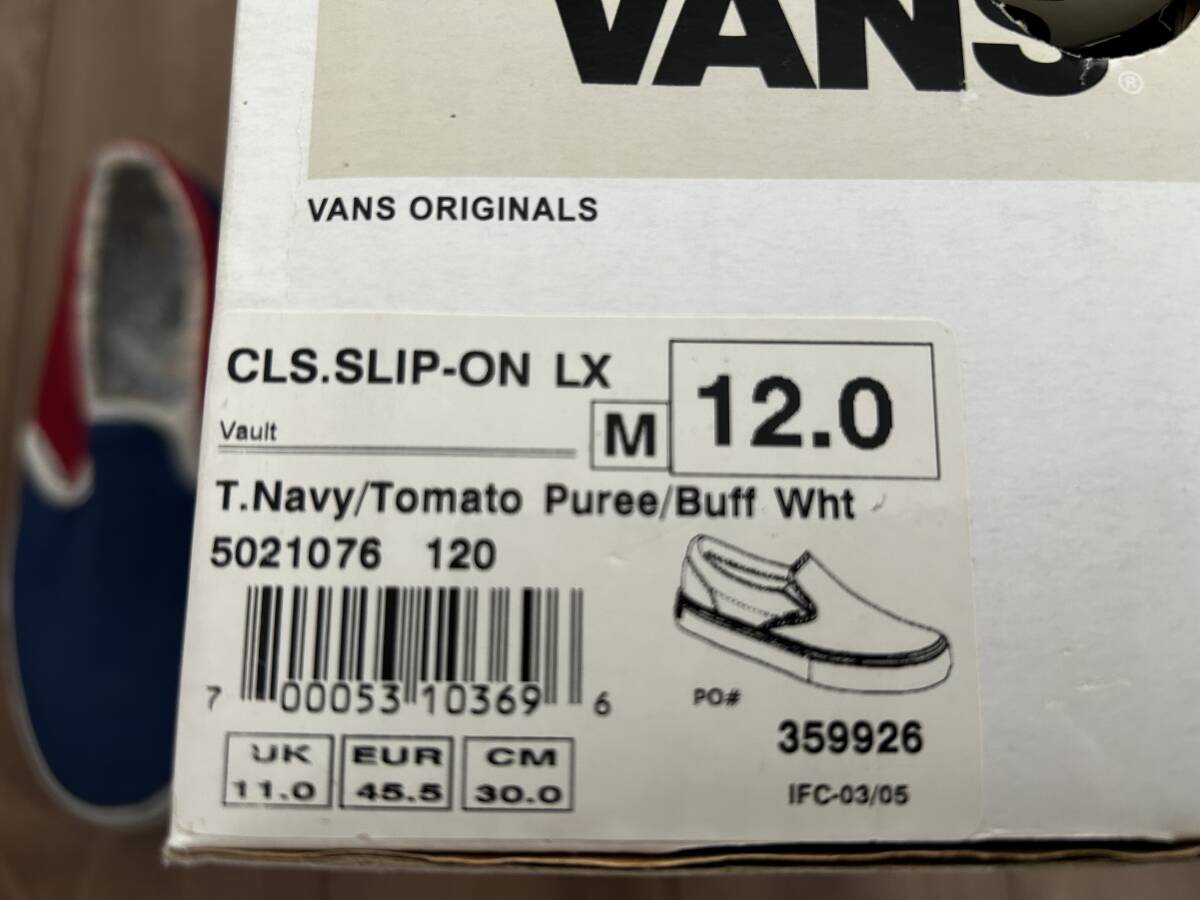 VANS®
VANS ORIGINALS
CLS.SLIP-ON LX
Vault
M 12.0
T.Navy/Tomato Puree/Buff Wht
5021076 120
7 00053 10369 6
PO#
359926
IFC-03/05
UK EUR CM
11.0 45.5 30.0